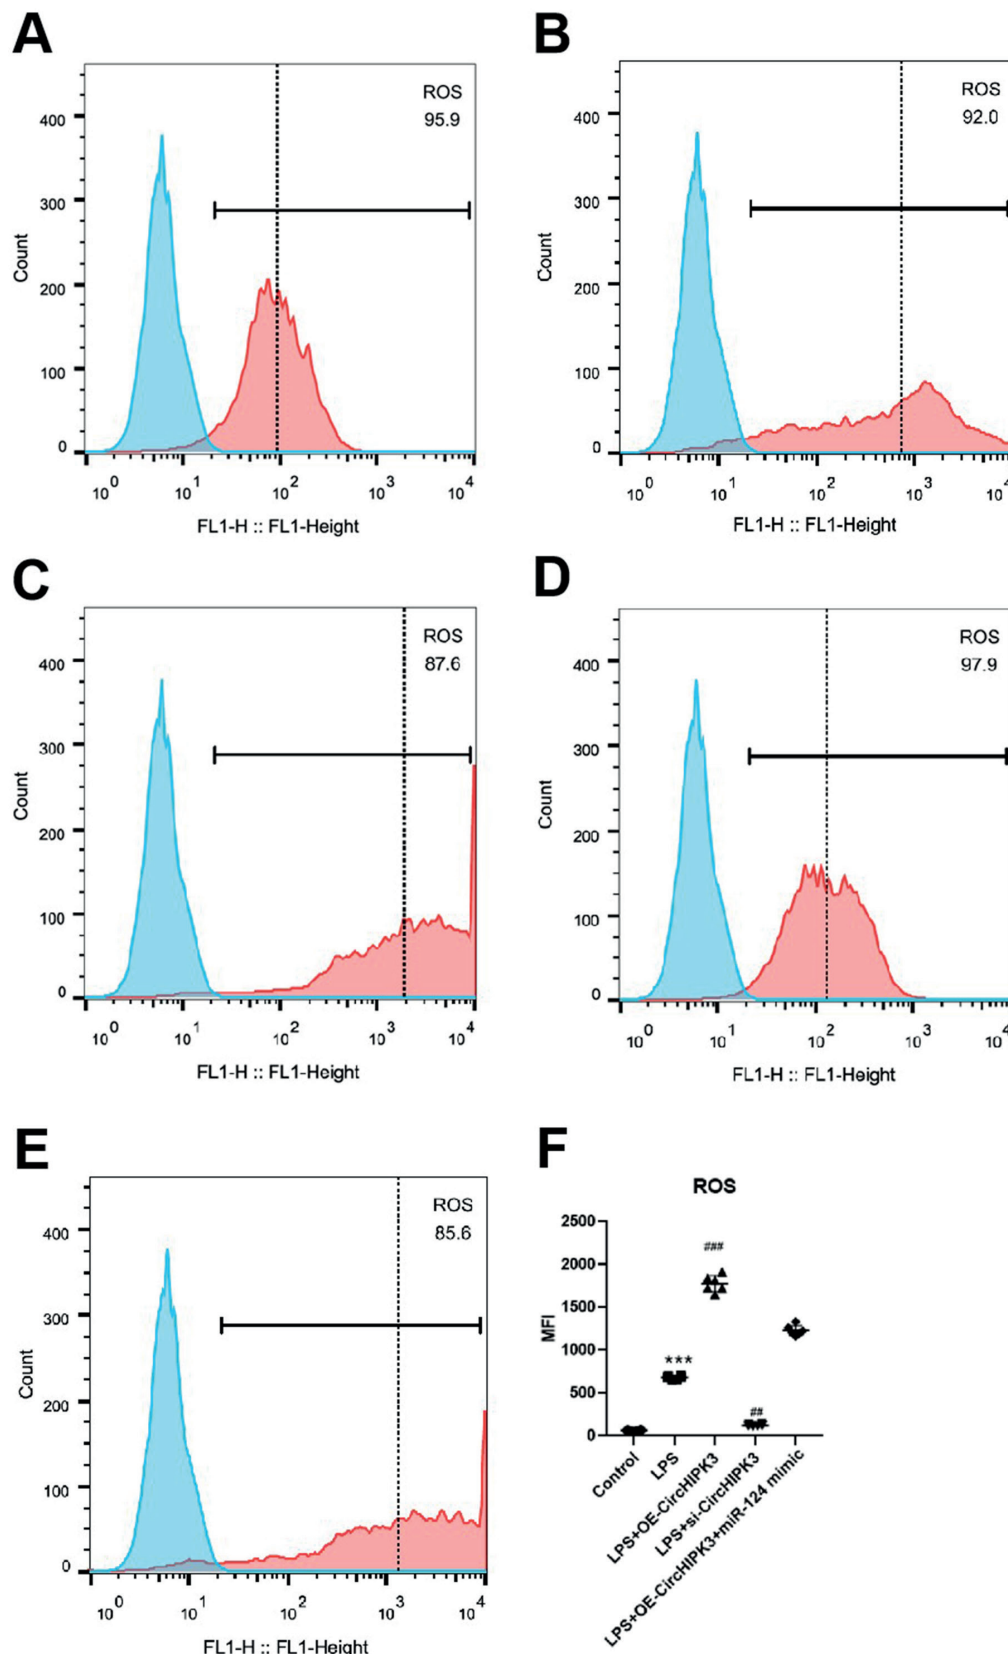 A
ROS
95.9
400
300
200
100
0
Count
10^0 10^1 10^2 10^3 10^4
FL1-H :: FL1-Height
B
ROS
92.0
400
300
200
100
0
Count
10^0 10^1 10^2 10^3 10^4
FL1-H :: FL1-Height
C
ROS
87.6
400
300
200
100
0
Count
10^0 10^1 10^2 10^3 10^4
FL1-H :: FL1-Height
D
ROS
97.9
400
300
200
100
0
Count
10^0 10^1 10^2 10^3 10^4
FL1-H :: FL1-Height
E
ROS
85.6
400
300
200
100
0
Count
10^0 10^1 10^2 10^3 10^4
FL1-H :: FL1-Height
F
ROS
2500
2000
1500
1000
500
0
MFI
***
###
##
Control
LPS
LPS+OE-CircHIPK3
LPS+si-CircHIPK3
LPS+OE-CircHIPK3+miR-124 mimic